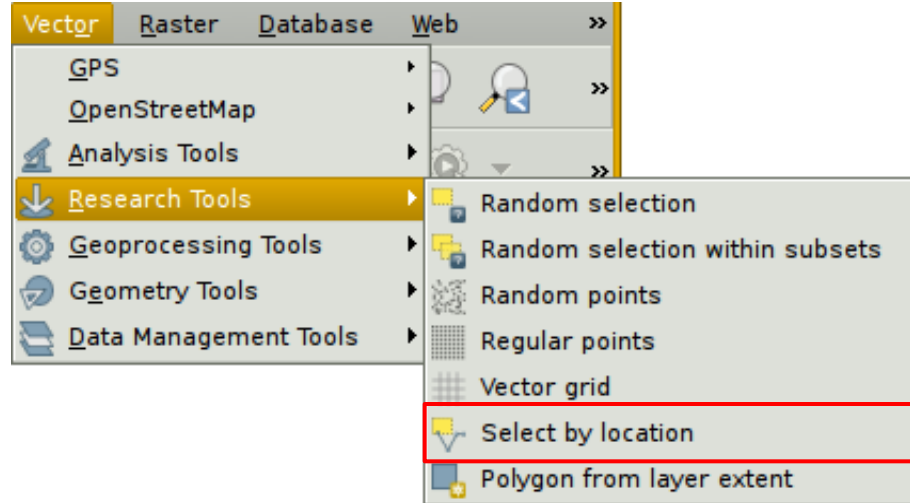 Vector Raster Database Web »
GPS
»
OpenStreetMap
Analysis Tools
»
Research Tools
Random selection
Geoprocessing Tools
Random selection within subsets
Geometry Tools
Random points
Data Management Tools
Regular points
Vector grid
Select by location
Polygon from layer extent